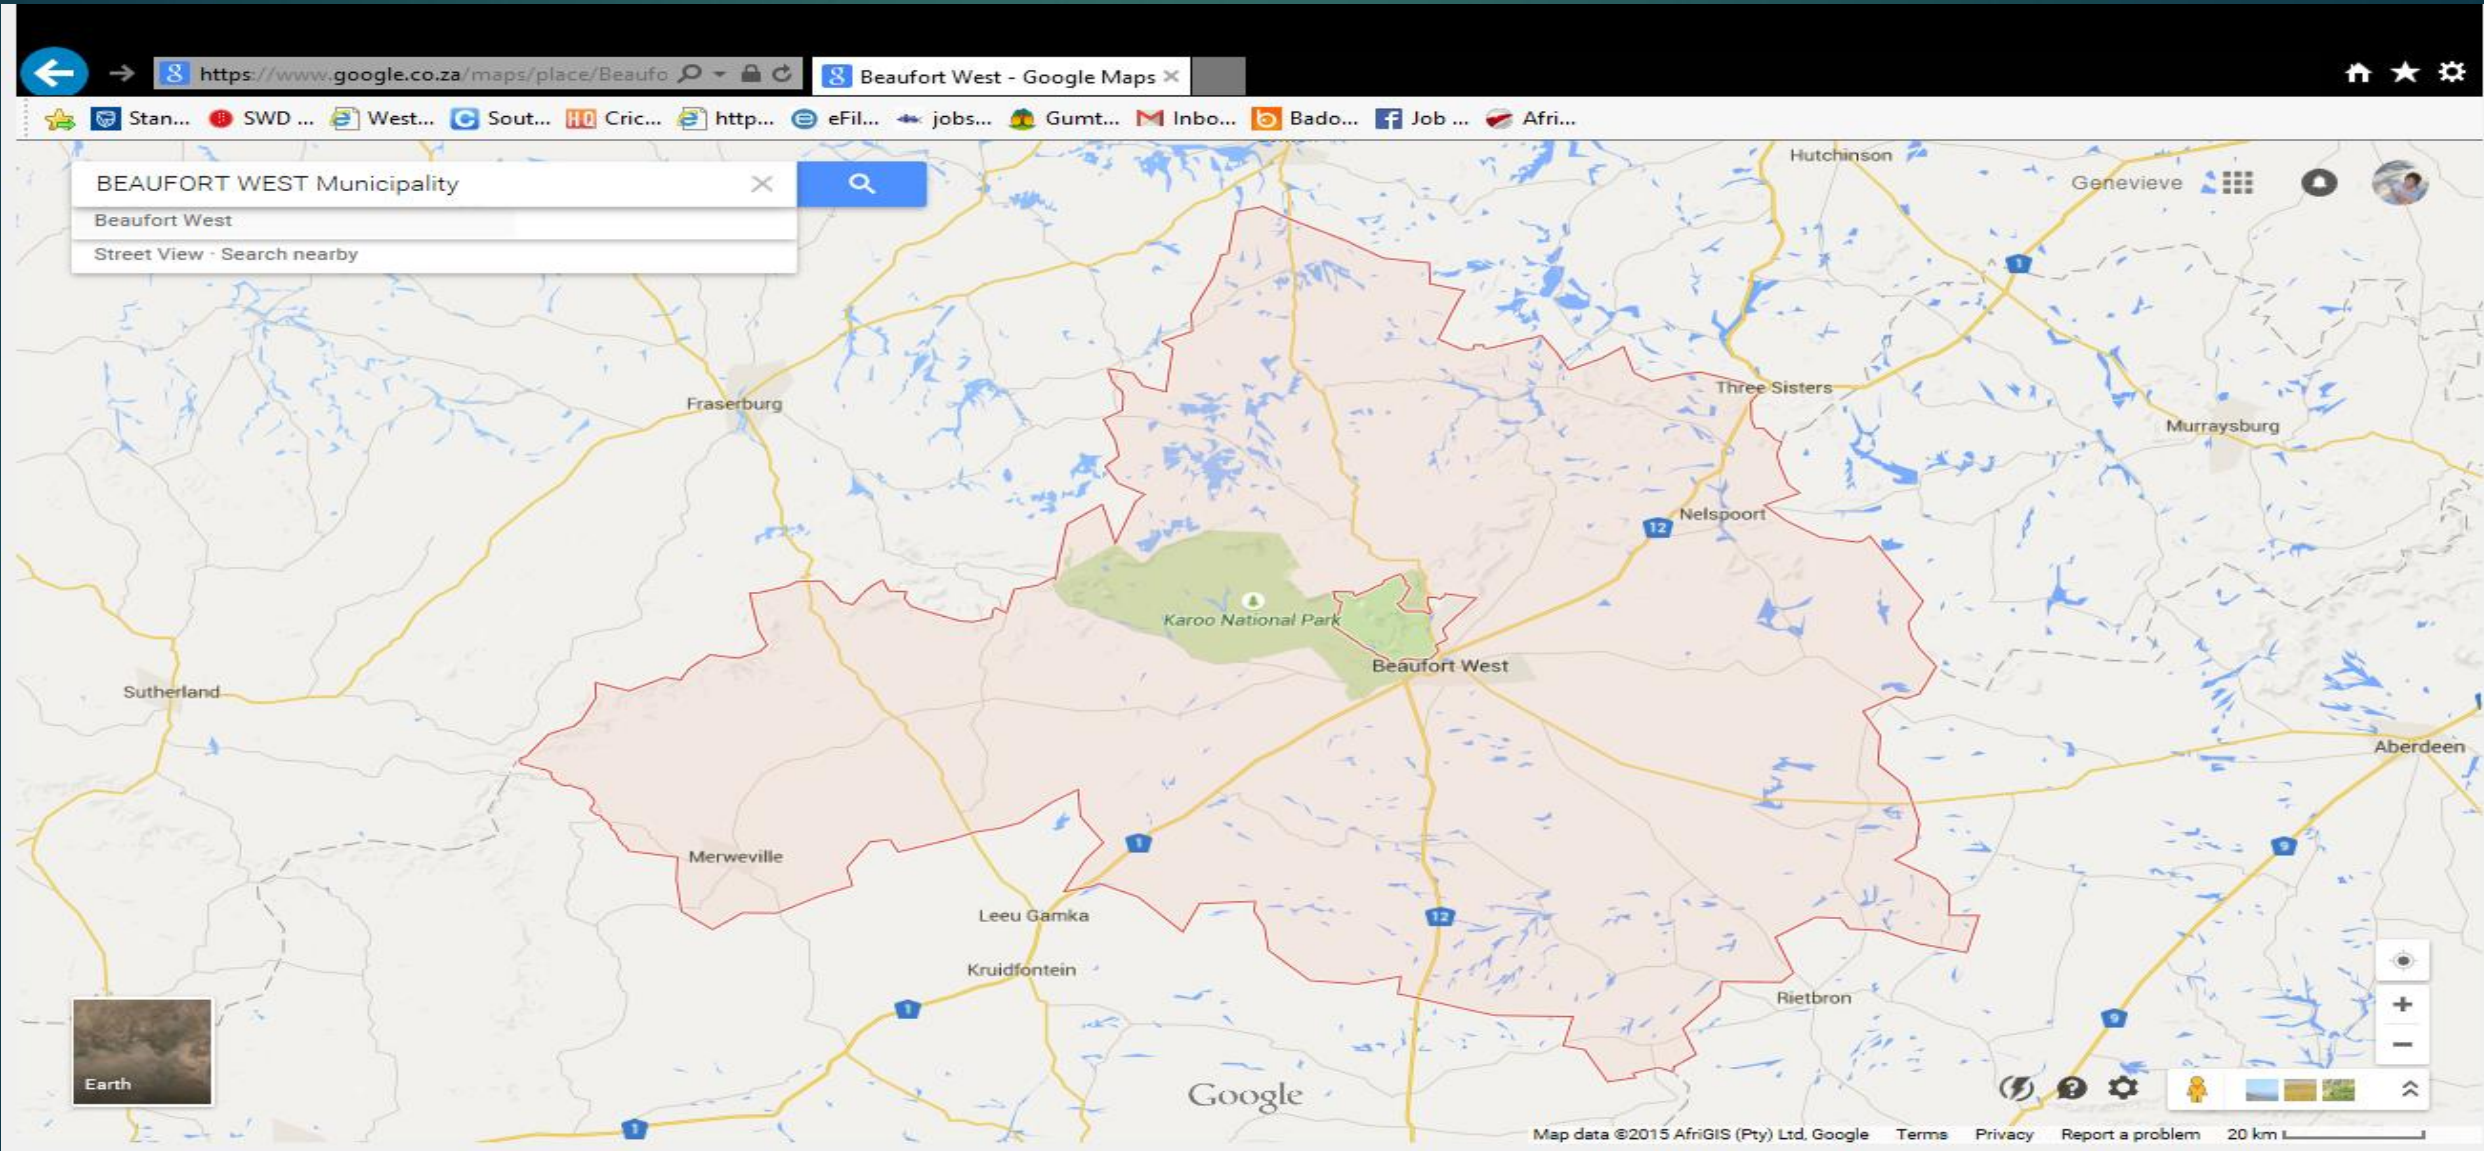 https://www.google.co.za/maps/place/Beaufo
Beaufort West - Google Maps
Stan... SWD ... West... Sout... HQ Cric... http... eFil... jobs... Gumt... Inbo... Bado... Job ... Afri...
BEAUFORT WEST Municipality
Beaufort West
Street View · Search nearby
Hutchinson
Genevieve
1
Three Sisters
Fraserburg
Murraysburg
Nelspoort
12
Karoo National Park
Beaufort West
Sutherland
Aberdeen
1
9
Merweville
Leeu Gamka
12
Kruidfontein
Rietbron
1
9
Earth
Google
1
Map data ©2015 AfriGIS (Pty) Ltd, Google Terms Privacy Report a problem 20 km